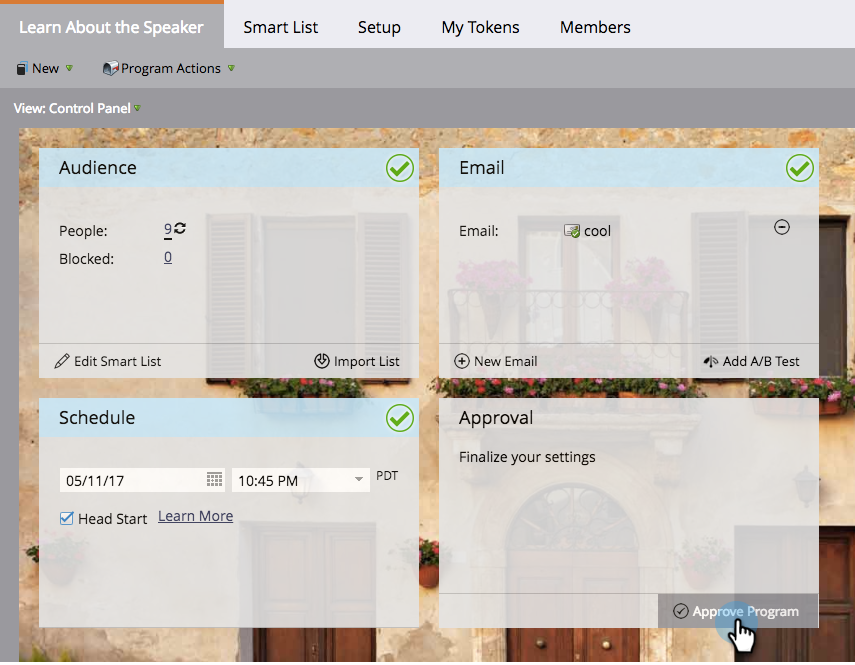 Learn About the Speaker Smart List Setup My Tokens Members
New Program Actions
View: Control Panel
Audience
People: 9
Blocked: 0
Edit Smart List Import List
Email
Email: cool
New Email Add A/B Test
Schedule
05/11/17 10:45 PM PDT
Head Start Learn More
Approval
Finalize your settings
Approve Program